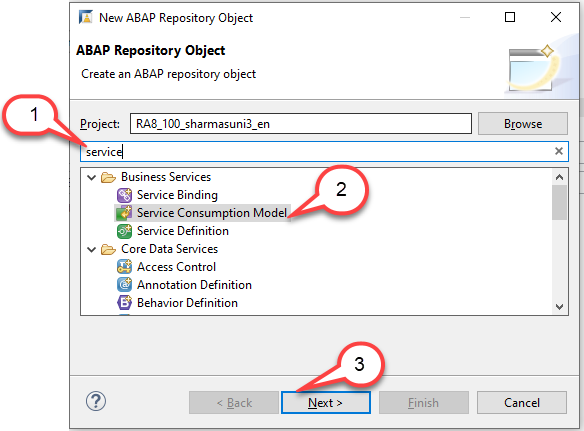 New ABAP Repository Object
ABAP Repository Object
Create an ABAP repository object
1
Project: RA8_100_sharmasuni3_en Browse
service
Business Services
2
Service Binding
Service Consumption Model
Service Definition
Core Data Services
Access Control
Annotation Definition
Behavior Definition
3
? < Back Next > Finish Cancel